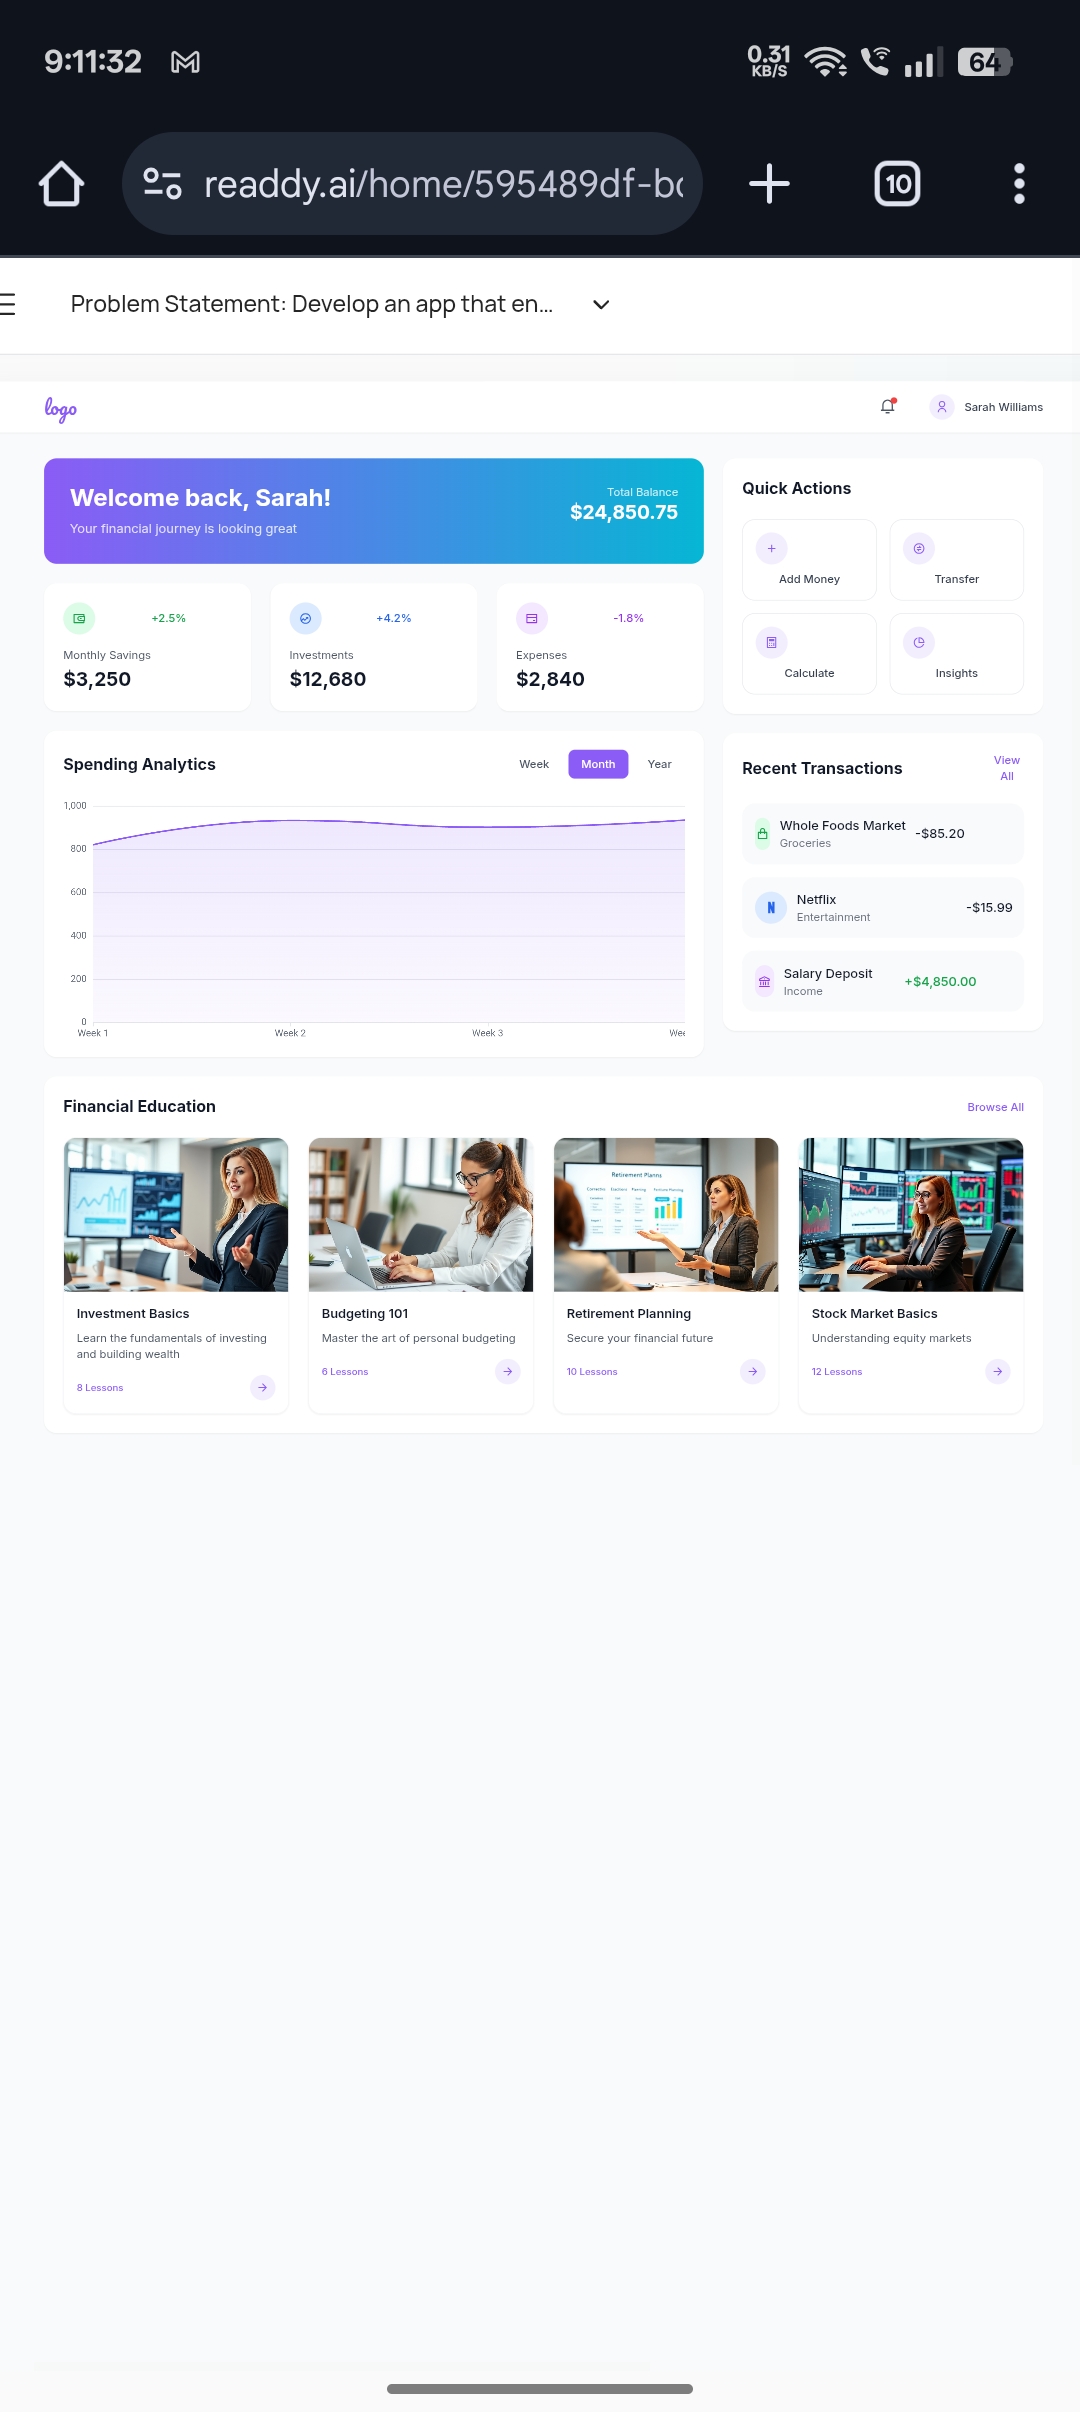 9:11:32
0.31
KB/S
64
readdy.ai/home/595489df-bc
10
Problem Statement: Develop an app that en...
logo
Sarah Williams
Welcome back, Sarah!
Your financial journey is looking great
Total Balance
$24,850.75
+2.5%
Monthly Savings
$3,250
+4.2%
Investments
$12,680
-1.8%
Expenses
$2,840
Quick Actions
Add Money
Transfer
Calculate
Insights
Spending Analytics
Week
Month
Year
1,000
800
600
400
200
0
Week 1
Week 2
Week 3
Wee
Recent Transactions
View
All
Whole Foods Market
Groceries
-$85.20
N
Netflix
Entertainment
-$15.99
Salary Deposit
Income
+$4,850.00
Financial Education
Browse All
Investment Basics
Learn the fundamentals of investing
and building wealth
8 Lessons
Budgeting 101
Master the art of personal budgeting
6 Lessons
Retirement Planns
Retirement Planning
Secure your financial future
10 Lessons
Stock Market Basics
Understanding equity markets
12 Lessons